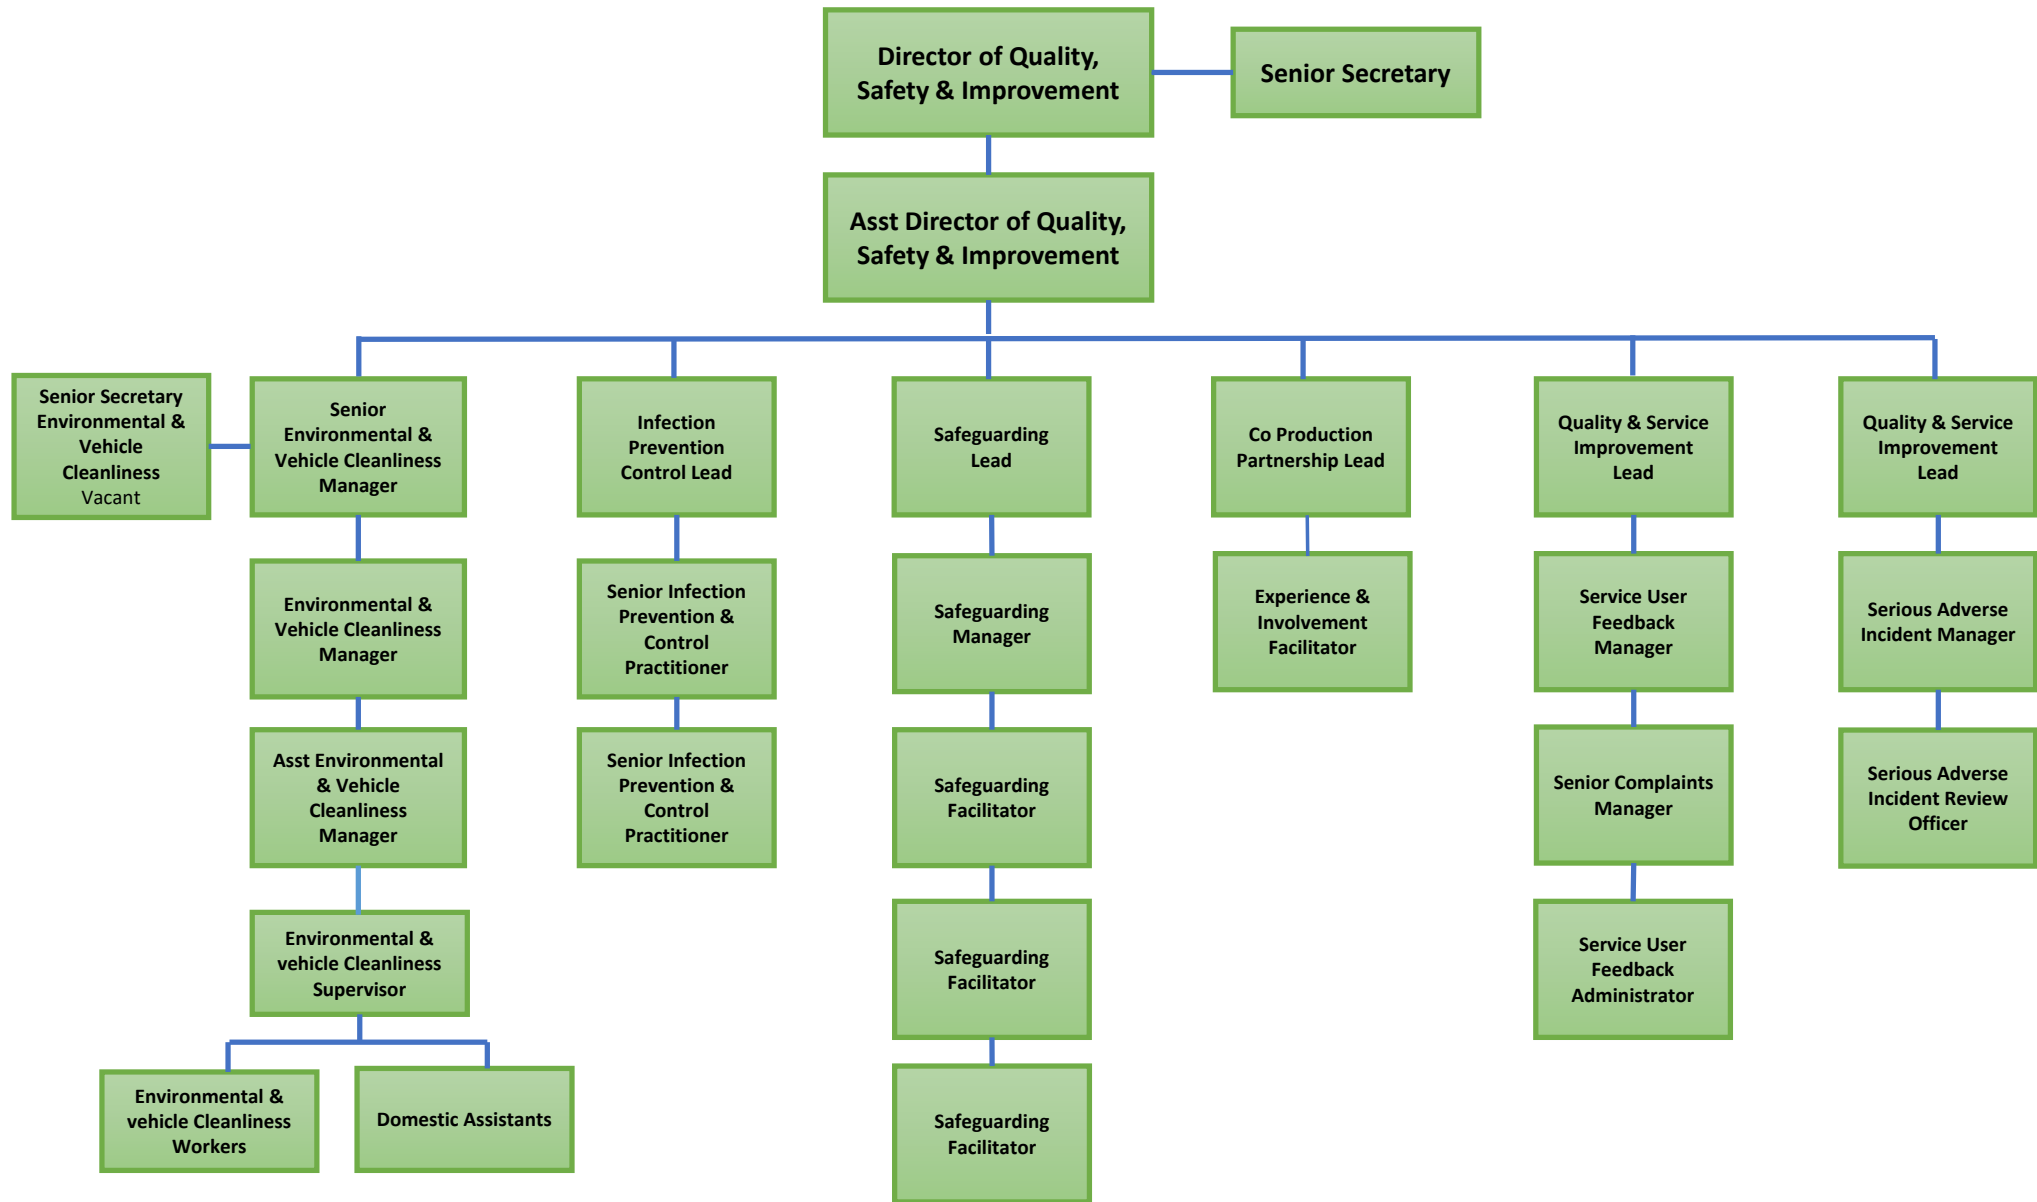 Director of Quality,
Safety & Improvement
Senior Secretary
Asst Director of Quality,
Safety & Improvement
Senior Secretary
Environmental &
Vehicle
Cleanliness
Vacant
Senior
Environmental &
Vehicle Cleanliness
Manager
Infection
Prevention
Control Lead
Safeguarding
Lead
Co Production
Partnership Lead
Quality & Service
Improvement
Lead
Quality & Service
Improvement
Lead
Environmental &
Vehicle Cleanliness
Manager
Senior Infection
Prevention &
Control
Practitioner
Safeguarding
Manager
Experience &
Involvement
Facilitator
Service User
Feedback
Manager
Serious Adverse
Incident Manager
Asst Environmental
& Vehicle
Cleanliness
Manager
Senior Infection
Prevention &
Control
Practitioner
Safeguarding
Facilitator
Senior Complaints
Manager
Serious Adverse
Incident Review
Officer
Environmental &
vehicle Cleanliness
Supervisor
Safeguarding
Facilitator
Service User
Feedback
Administrator
Environmental &
vehicle Cleanliness
Workers
Domestic Assistants
Safeguarding
Facilitator